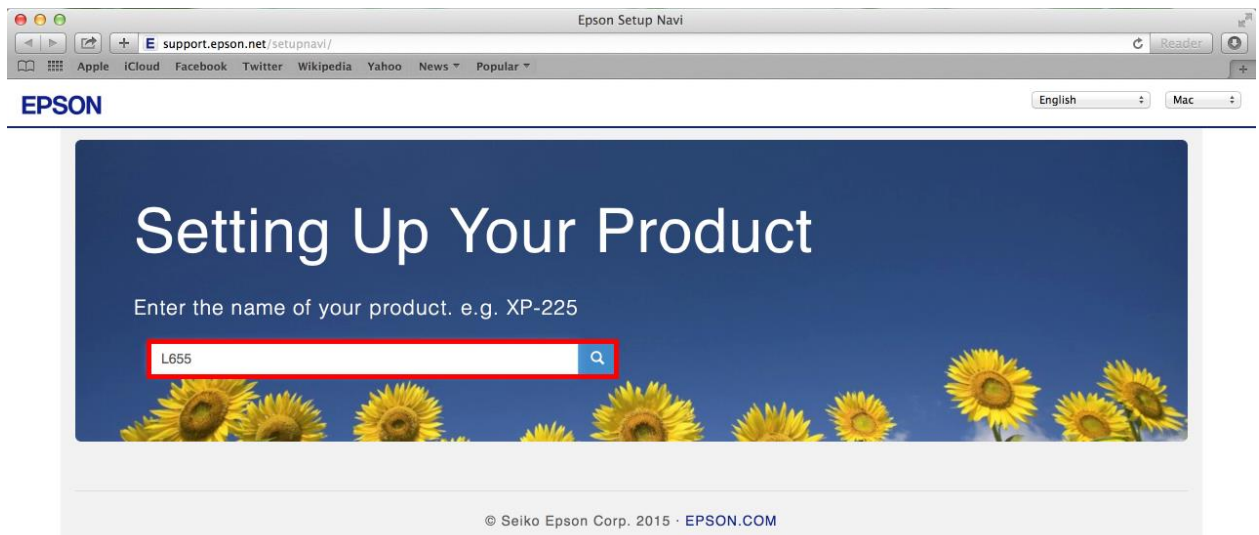 Epson Setup Navi
E support.epson.net/setupnavi/ Reader
Apple iCloud Facebook Twitter Wikipedia Yahoo News Popular
EPSON English Mac
Setting Up Your Product
Enter the name of your product. e.g. XP-225
L655
© Seiko Epson Corp. 2015 · EPSON.COM